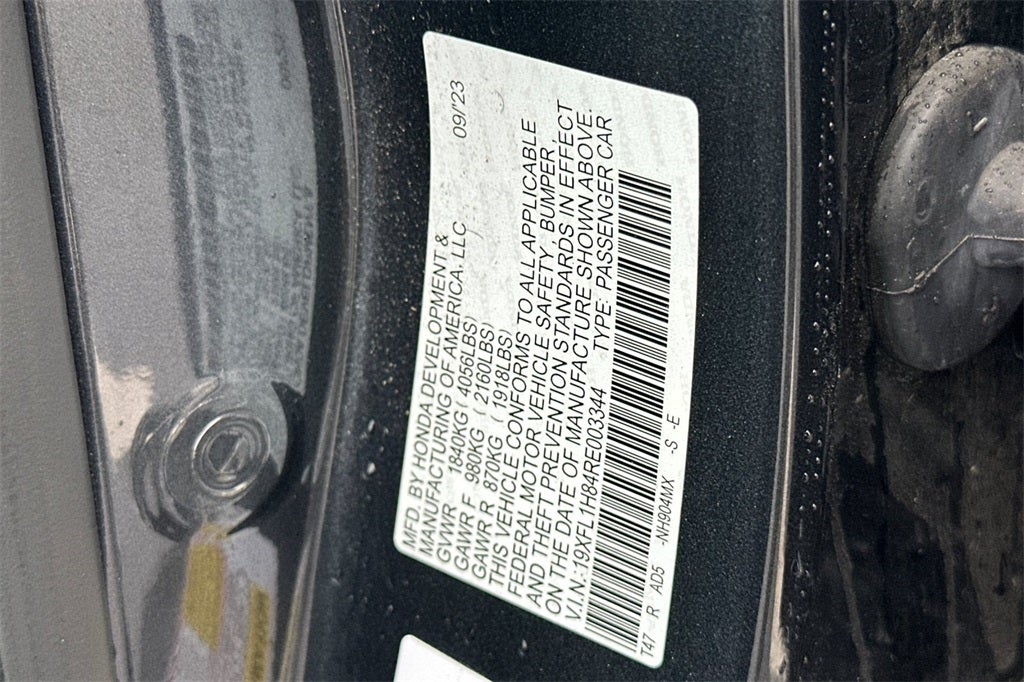 MFD. BY HONDA DEVELOPMENT &
MANUFACTURING OF AMERICA. LLC 09/'23
GVWR 1840KG ( 4056LBS)
GAWR F 980KG ( 2160LBS)
GAWR R 870KG ( 1918LBS)
THIS VEHICLE CONFORMS TO ALL APPLICABLE
FEDERAL MOTOR VEHICLE SAFETY, BUMPER,
AND THEFT PREVENTION STANDARDS IN EFFECT
ON THE DATE OF MANUFACTURE SHOWN ABOVE.
V.I.N.: 19XFL1H84RE003344 TYPE: PASSENGER CAR
T47 R AD5 -NH904MX -S -E